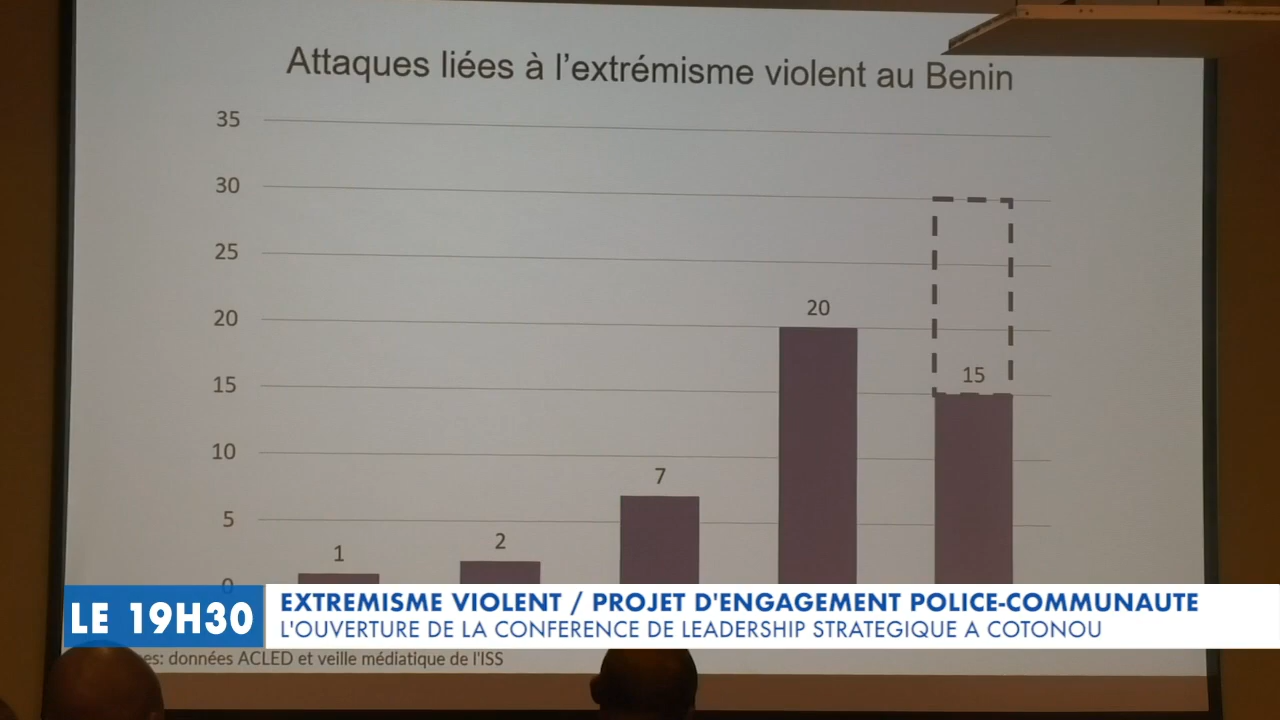 Attaques liées à l'extrémisme violent au Benin
35
30
25
20
15
10
5
0
1
2
7
20
15
LE 19H30
EXTREMISME VIOLENT / PROJET D'ENGAGEMENT POLICE-COMMUNAUTE
L'OUVERTURE DE LA CONFERENCE DE LEADERSHIP STRATEGIQUE A COTONOU
données ACLED et veille médiatique de l'ISS